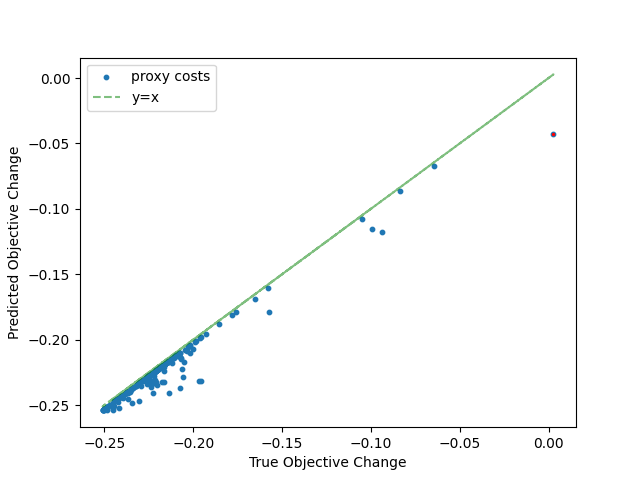 proxy costs
y=x
0.00
−0.05
−0.10
−0.15
−0.20
−0.25
Predicted Objective Change
−0.25 −0.20 −0.15 −0.10 −0.05 0.00
True Objective Change